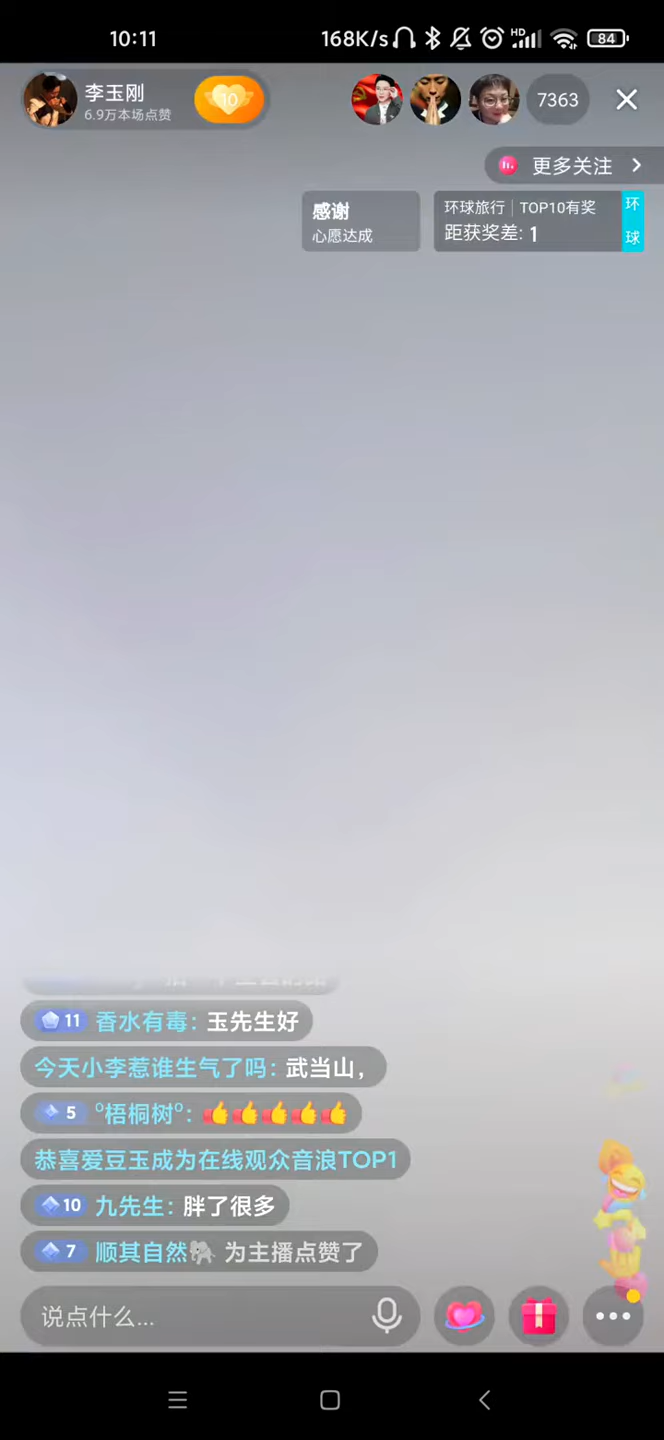 10:11
168K/s
HD
84
李玉刚
6.9万本场点赞
10
7363
更多关注
感谢
心愿达成
环球旅行 | TOP10有奖
距获奖差: 1
环球
11 香水有毒: 玉先生好
今天小李惹谁生气了吗: 武当山,
5 º梧桐树º: 👍👍👍👍👍
恭喜爱豆玉成为在线观众音浪TOP1
10 九先生: 胖了很多
7 顺其自然🐘 为主播点赞了
说点什么...